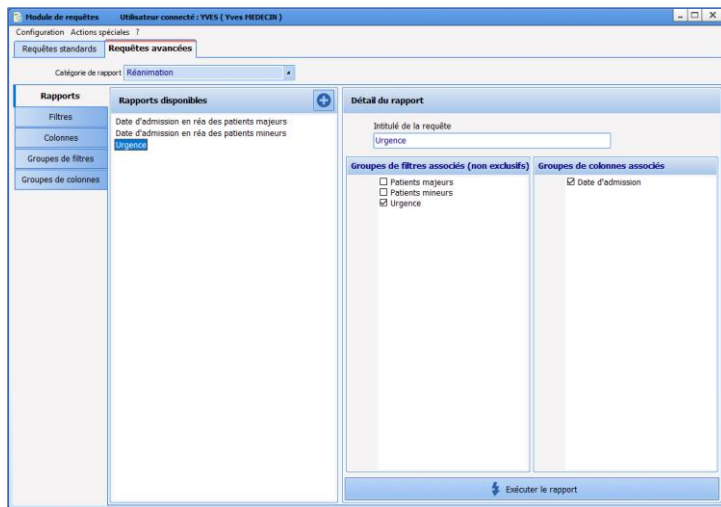 Module de requêtes Utilisateur connecté : YVES ( Yves MEDECIN )
Configuration Actions spéciales ?
Requêtes standards Requêtes avancées
Catégorie de rapport Réanimation
Rapports
Filtres
Colonnes
Groupes de filtres
Groupes de colonnes
Rapports disponibles
Date d'admission en réa des patients majeurs
Date d'admission en réa des patients mineurs
Urgence
Détail du rapport
Intitulé de la requête
Urgence
Groupes de filtres associés (non exclusifs)
Patients majeurs
Patients mineurs
Urgence
Groupes de colonnes associés
Date d'admission
Exécuter le rapport